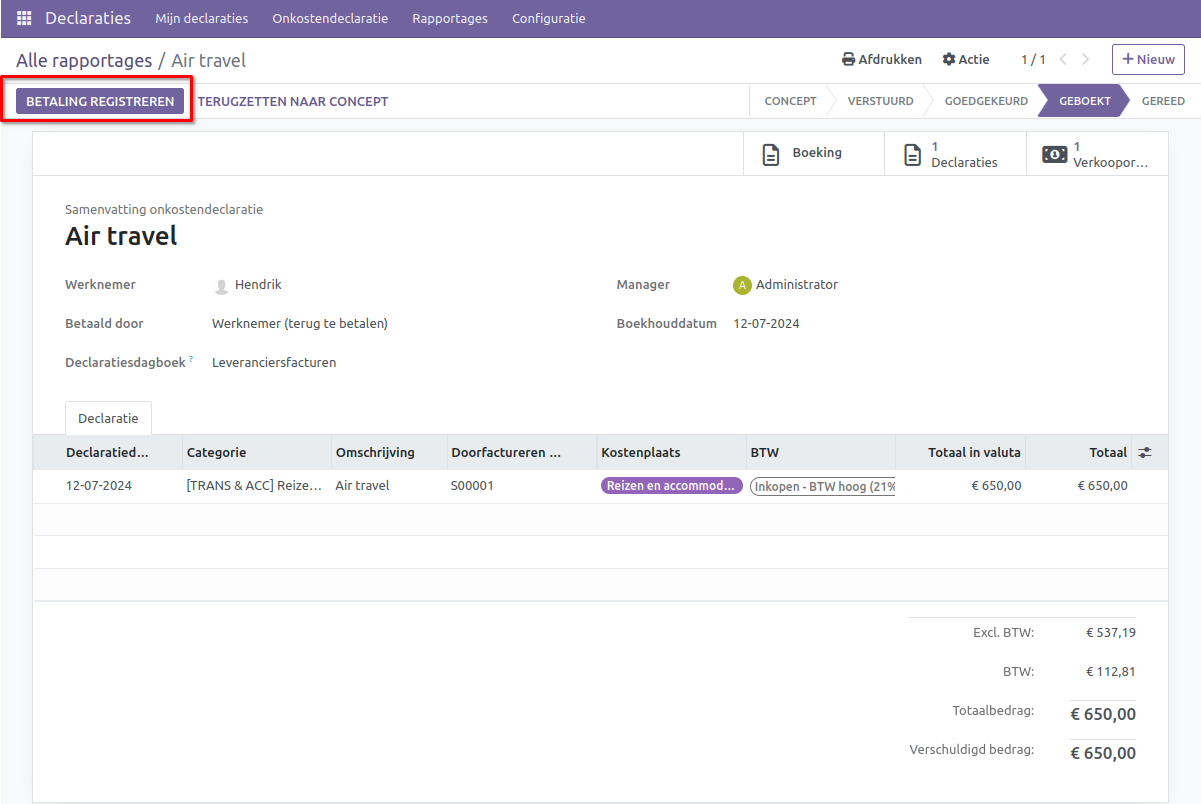 Declaraties Mijn declaraties Onkostendeclaratie Rapportages Configuratie
Alle rapportages / Air travel Afdrukken Actie 1 / 1 Nieuw
BETALING REGISTREREN TERUGZETTEN NAAR CONCEPT CONCEPT VERSTUURD GOEDGEKEURD GEBOEKT GEREED
Boeking 1 Declaraties 1 Verkoopor...
Samenvatting onkostendeclaratie
Air travel
Werknemer Hendrik Manager A Administrator
Betaald door Werknemer (terug te betalen) Boekhouddatum 12-07-2024
Declaratiesdagboek ? Leveranciersfacturen
Declaratie
Declaratied... Categorie Omschrijving Doorfactureren ... Kostenplaats BTW Totaal in valuta Totaal
12-07-2024 [TRANS & ACC] Reize... Air travel S00001 Reizen en accommod... Inkopen - BTW hoog (21% € 650,00 € 650,00
Excl. BTW: € 537,19
BTW: € 112,81
Totaalbedrag: € 650,00
Verschuldigd bedrag: € 650,00